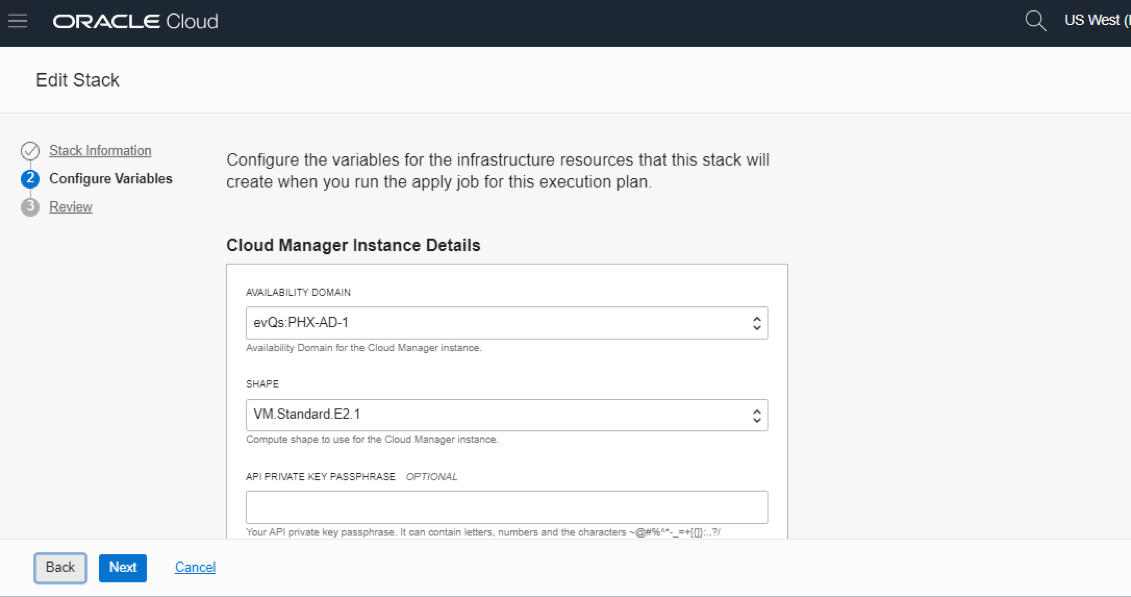 ORACLE Cloud
US West (
Edit Stack
Stack Information
2 Configure Variables
3 Review
Configure the variables for the infrastructure resources that this stack will
create when you run the apply job for this execution plan.
Cloud Manager Instance Details
AVAILABILITY DOMAIN
evQs:PHX-AD-1
Availability Domain for the Cloud Manager instance.
SHAPE
VM.Standard.E2.1
Compute shape to use for the Cloud Manager instance.
API PRIVATE KEY PASSPHRASE OPTIONAL
Your API private key passphrase. It can contain letters, numbers and the characters
Back Next Cancel